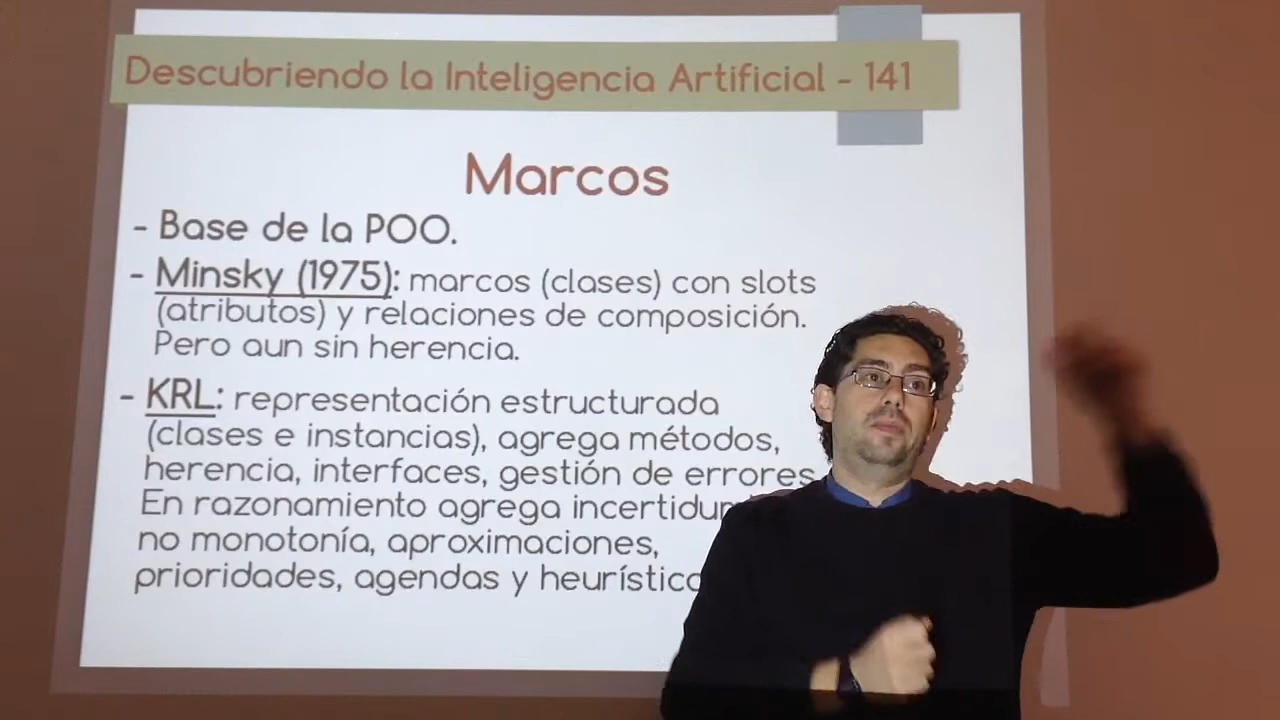 Descubriendo la Inteligencia Artificial - 141
Marcos
- Base de la POO.
- Minsky (1975): marcos (clases) con slots
(atributos) y relaciones de composición.
Pero aun sin herencia.
- KRL: representación estructurada
(clases e instancias), agrega métodos,
herencia, interfaces, gestión de errores
En razonamiento agrega
no monotonía, aproximaciones,
prioridades, agendas y